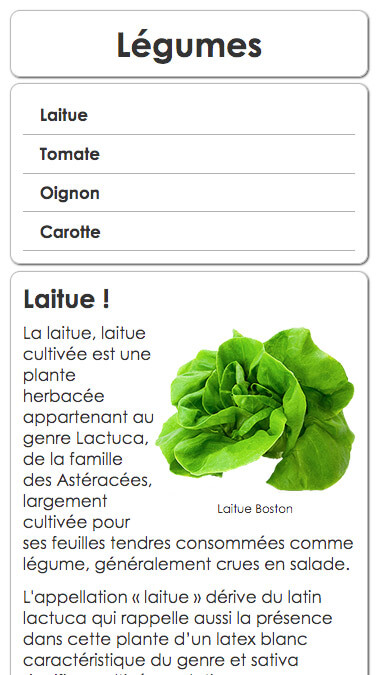 Légumes
Laitue
Tomate
Oignon
Carotte
Laitue !
La laitue, laitue
cultivée est une
plante
herbacée
appartenant au
genre Lactuca,
de la famille
des Astéracées,
largement
cultivée pour
ses feuilles tendres consommées comme
légume, généralement crues en salade.
Laitue Boston
L'appellation « laitue » dérive du latin
lactuca qui rappelle aussi la présence
dans cette plante d’un latex blanc
caractéristique du genre et sativa